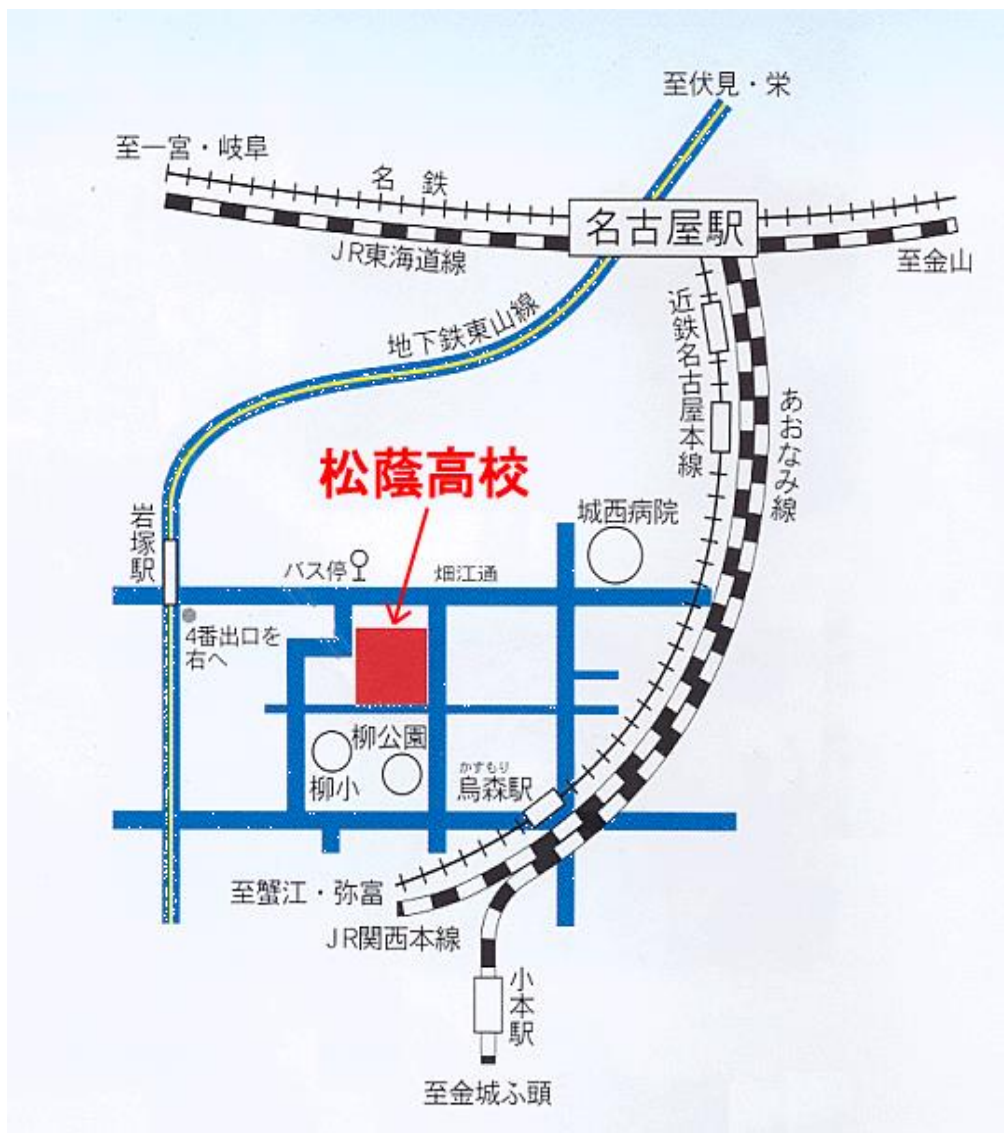 至伏見・栄
至一宮・岐阜
名鉄
名古屋駅
JR東海道線
至金山
地下鉄東山線
近鉄名古屋本線
あおなみ線
松蔭高校
城西病院
岩塚駅
バス停
畑江通
4番出口を
右へ
柳公園
柳小
かすもり
烏森駅
至蟹江・弥富
JR関西本線
小本駅
至金城ふ頭